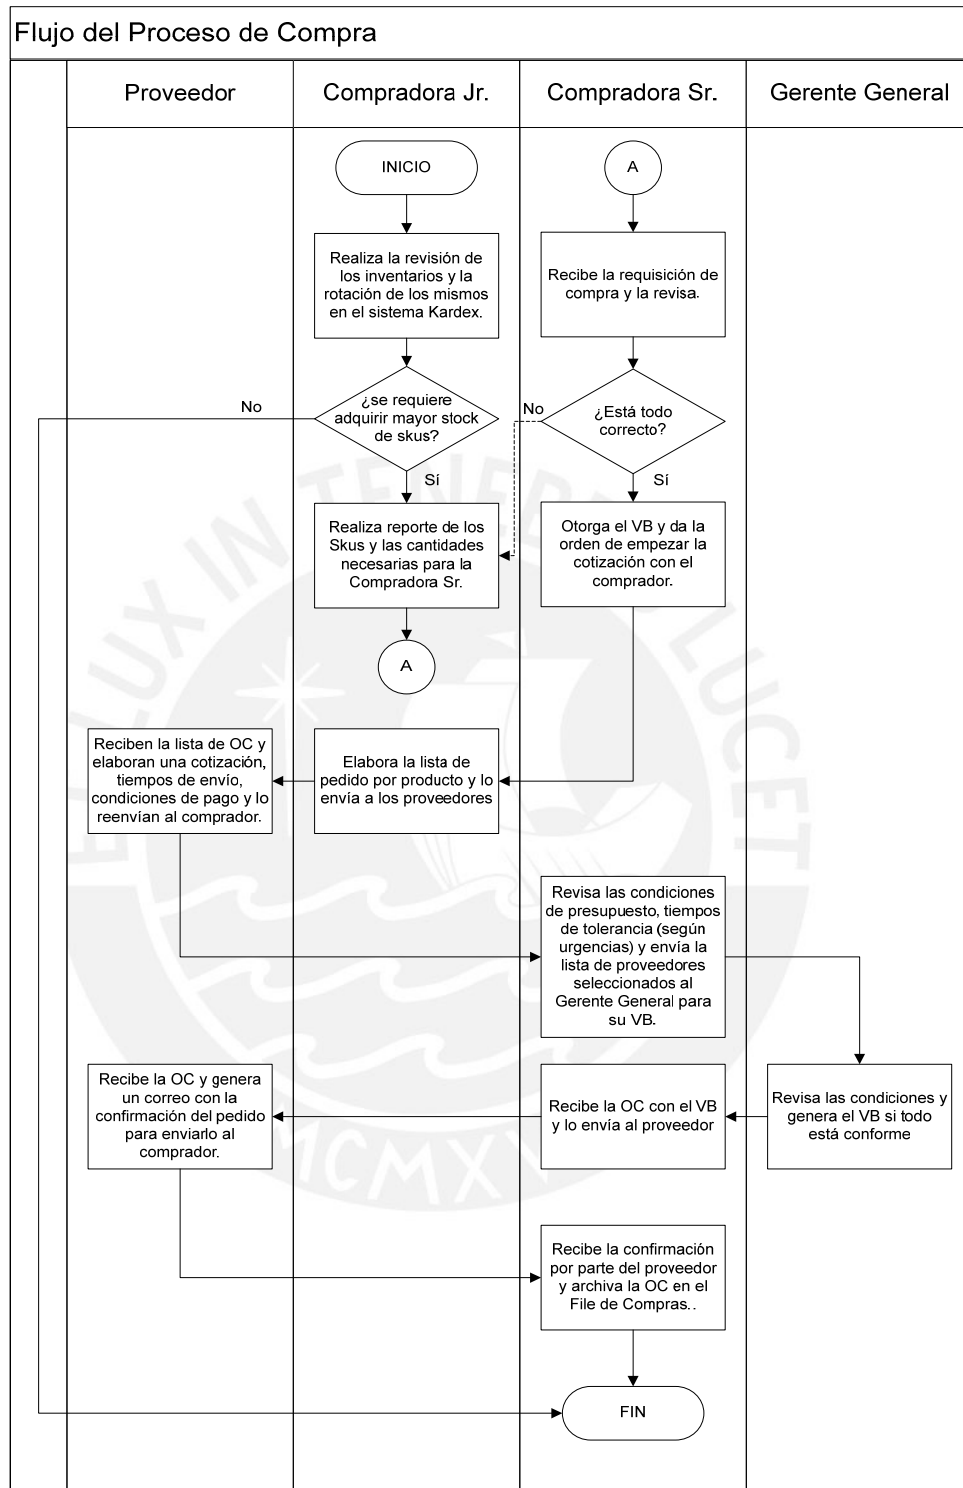 Flujo del Proceso de Compra
Proveedor
Compradora Jr.
Compradora Sr.
Gerente General
INICIO
A
Realiza la revisión de
los inventarios y la
rotación de los mismos
en el sistema Kardex.
Recibe la requisición de
compra y la revisa.
No
¿se requiere
adquirir mayor stock
de skus?
No
¿Está todo
correcto?
Sí
Sí
Realiza reporte de los
Skus y las cantidades
necesarias para la
Compradora Sr.
Otorga el VB y da la
orden de empezar la
cotización con el
comprador.
A
Reciben la lista de OC y
elaboran una cotización,
tiempos de envío,
condiciones de pago y lo
reenvían al comprador.
Elabora la lista de
pedido por producto y lo
envía a los proveedores
Revisa las condiciones
de presupuesto, tiempos
de tolerancia (según
urgencias) y envía la
lista de proveedores
seleccionados al
Gerente General para
su VB.
Recibe la OC y genera
un correo con la
confirmación del pedido
para enviarlo al
comprador.
Recibe la OC con el VB
y lo envía al proveedor
Revisa las condiciones y
genera el VB si todo
está conforme
Recibe la confirmación
por parte del proveedor
y archiva la OC en el
File de Compras..
FIN